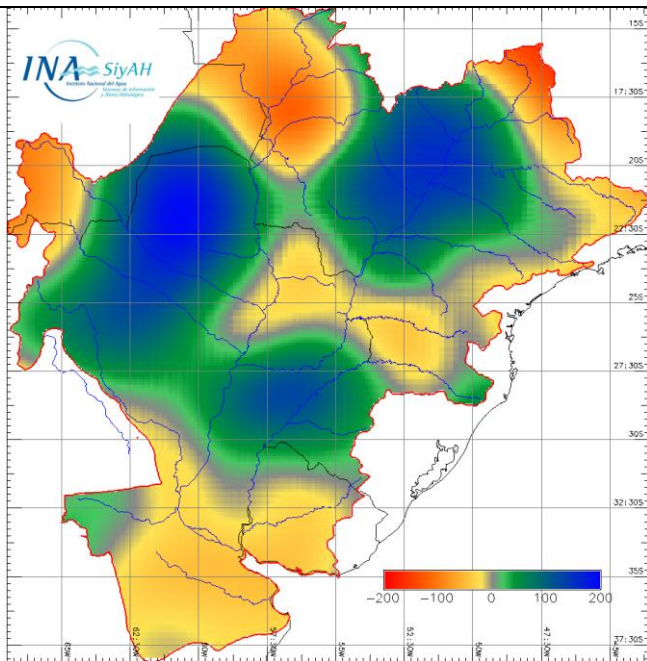 15S
INA SiyAH
Instituto Nacional del Agua
Sistemas de Información
y Alerta Hidrológico
17:30S
20S
22:30S
25S
27:30S
30S
32:30S
35S
−200 −100 0 100 200
37:30S
65W 62:30W 60W 57:30W 55W 52:30W 50W 47:30W